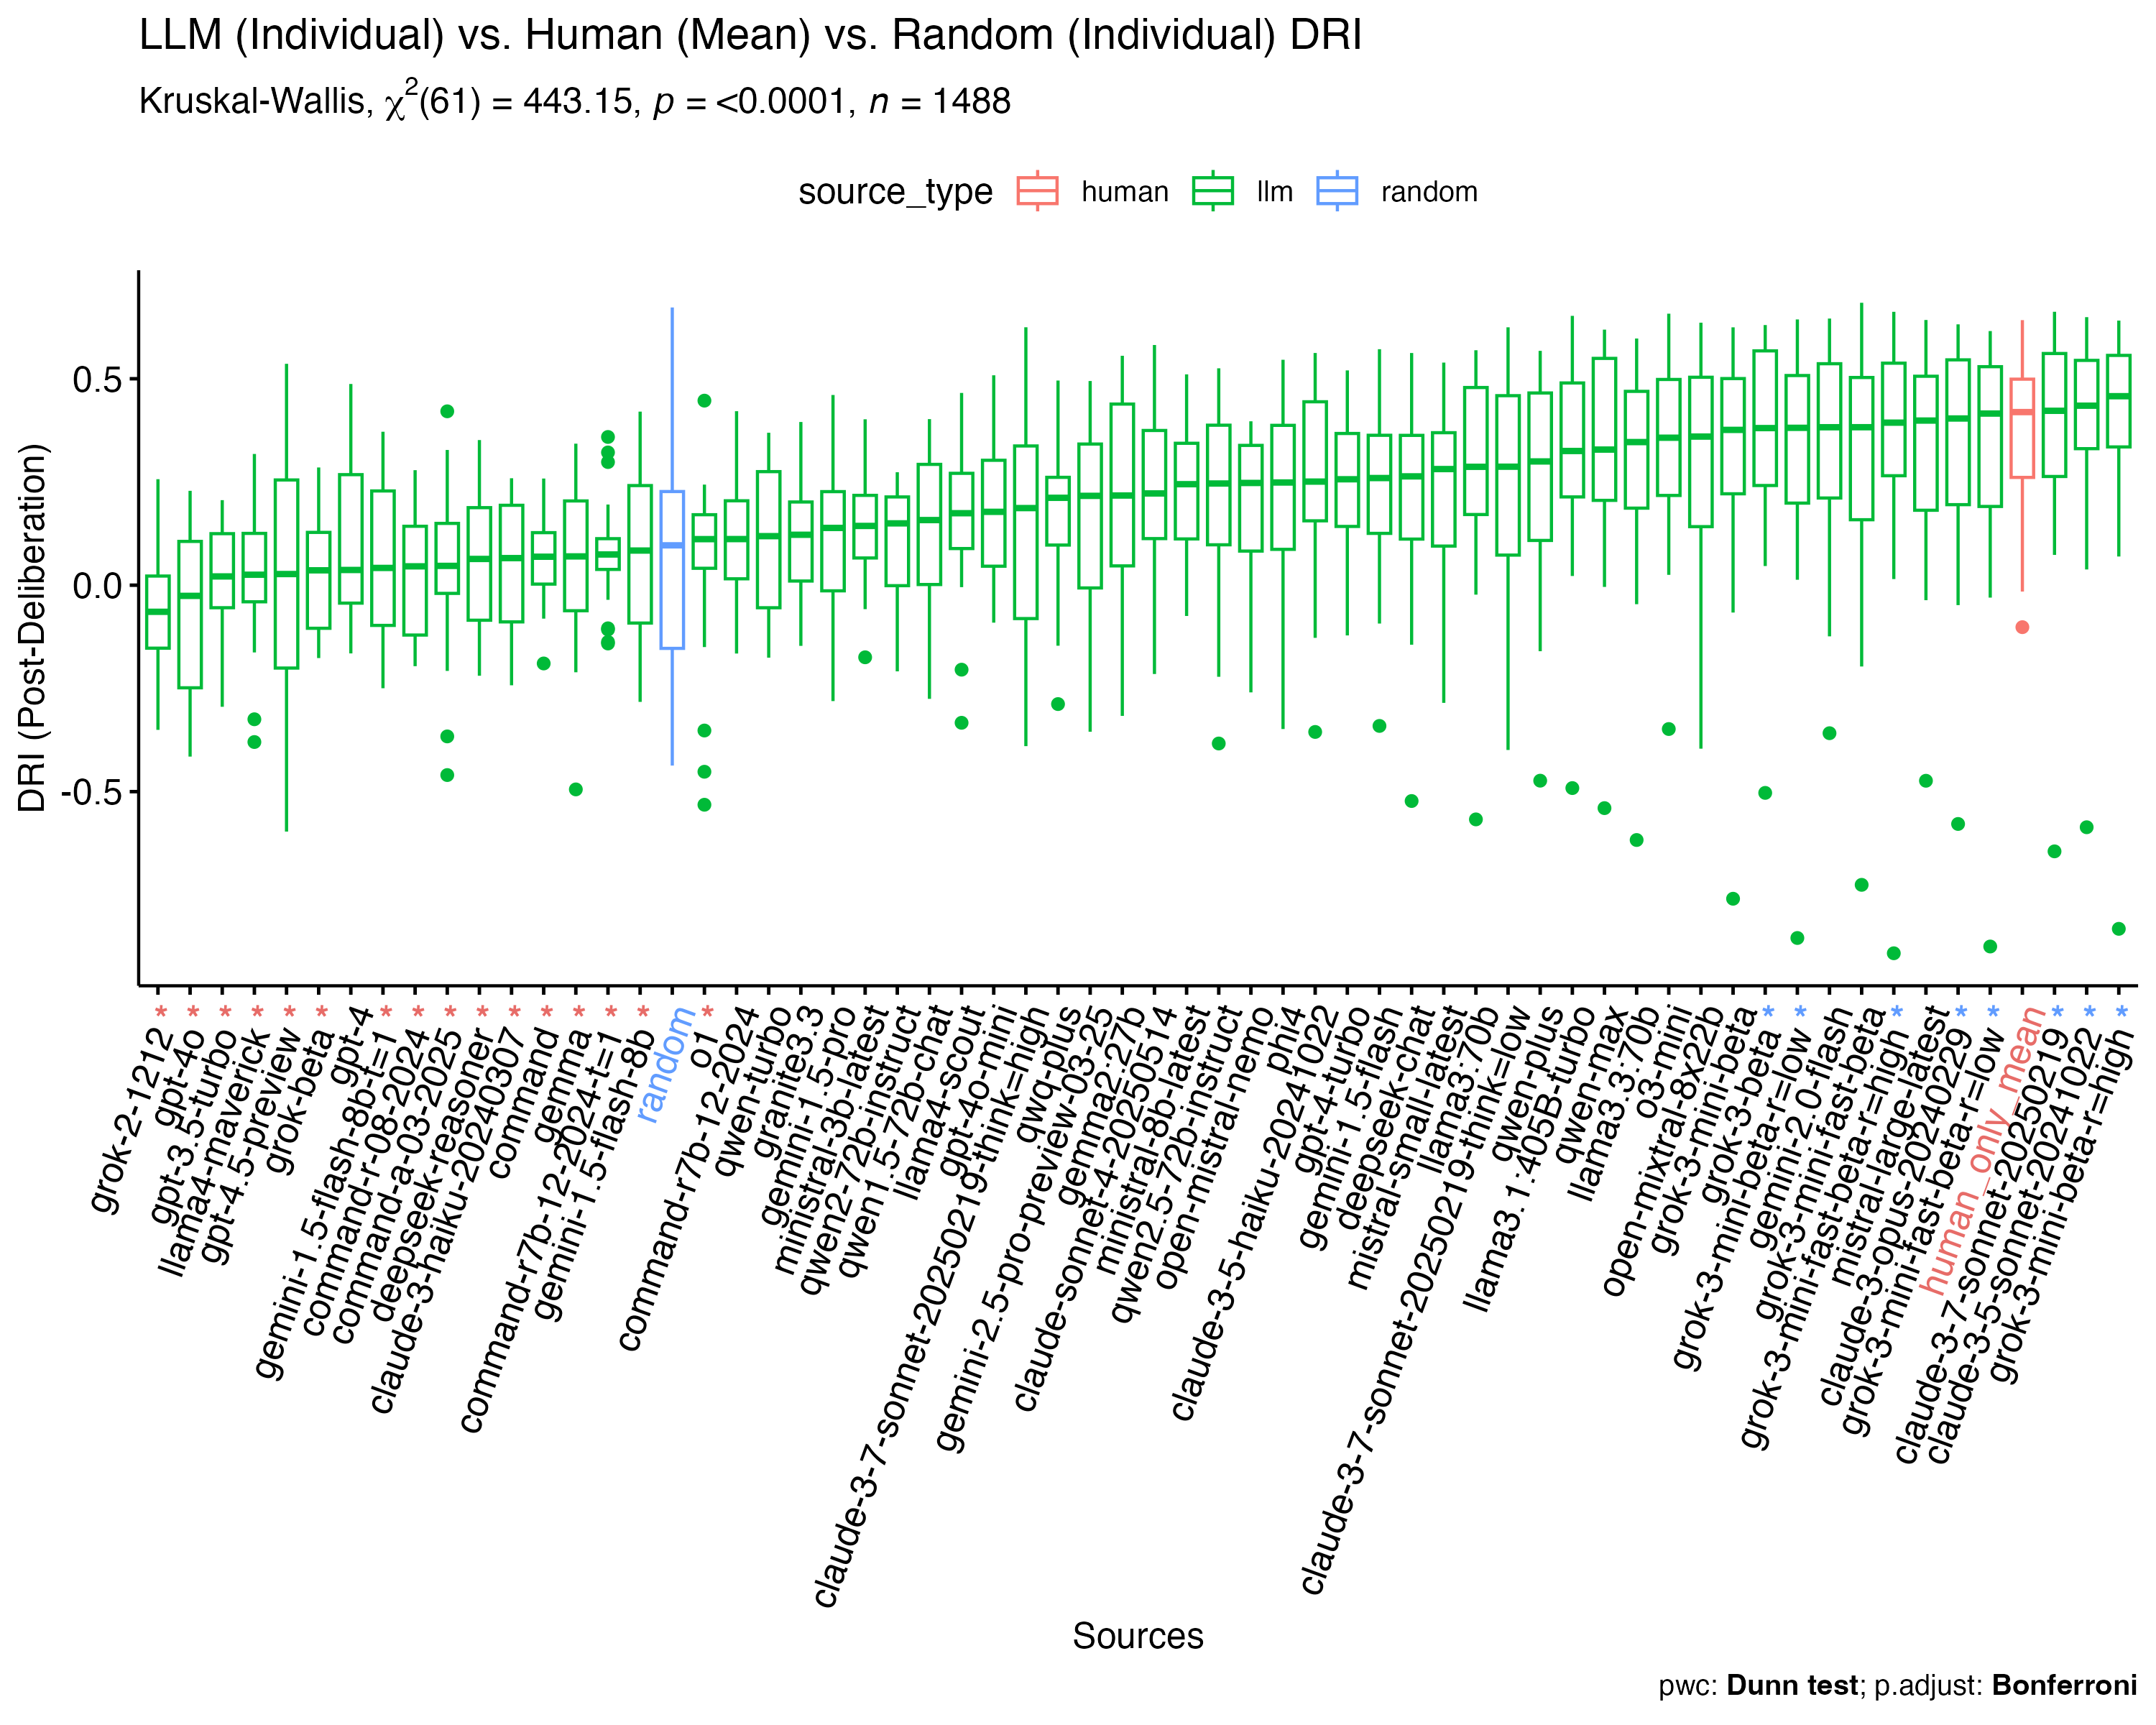 LLM (Individual) vs. Human (Mean) vs. Random (Individual) DRI
Kruskal-Wallis, χ²(61) = 443.15, p = <0.0001, n = 1488
source_type human llm random
DRI (Post-Deliberation)
0.5
0.0
-0.5
grok-2-1212 *
gpt-4o *
gpt-3.5-turbo *
llama4-maverick *
gpt-4.5-preview *
grok-beta *
gpt-4
gemini-1.5-flash-8b-t=1 *
command-r-08-2024 *
command-a-03-2025 *
deepseek-reasoner *
claude-3-haiku-20240307 *
command *
gemma *
command-r7b-12-2024-t=1 *
gemini-1.5-flash-8b *
random
o1 *
command-r7b-12-2024
qwen-turbo
granite3.3
gemini-1.5-pro
ministral-3b-latest
qwen2-72b-instruct
qwen1.5-72b-chat
llama4-scout
gpt-4o-mini
claude-3-7-sonnet-20250219-think=high
qwq-plus
gemini-2.5-pro-preview-03-25
gemma2:27b
claude-sonnet-4-20250514
ministral-8b-latest
qwen2.5-72b-instruct
open-mistral-nemo
phi4
claude-3-5-haiku-20241022
gpt-4-turbo
gemini-1.5-flash
deepseek-chat
mistral-small-latest
llama3:70b
claude-3-7-sonnet-20250219-think=low
qwen-plus
llama3.1:405B-turbo
qwen-max
llama3.3:70b
o3-mini
open-mixtral-8x22b
grok-3-mini-beta
grok-3-beta *
grok-3-mini-beta-r=low *
gemini-2.0-flash
grok-3-mini-fast-beta
grok-3-mini-fast-beta-r=high *
mistral-large-latest
claude-3-opus-20240229 *
grok-3-mini-fast-beta-r=low *
human_only_mean
claude-3-7-sonnet-20250219 *
claude-3-5-sonnet-20241022 *
grok-3-mini-beta-r=high *
Sources
pwc: Dunn test; p.adjust: Bonferroni